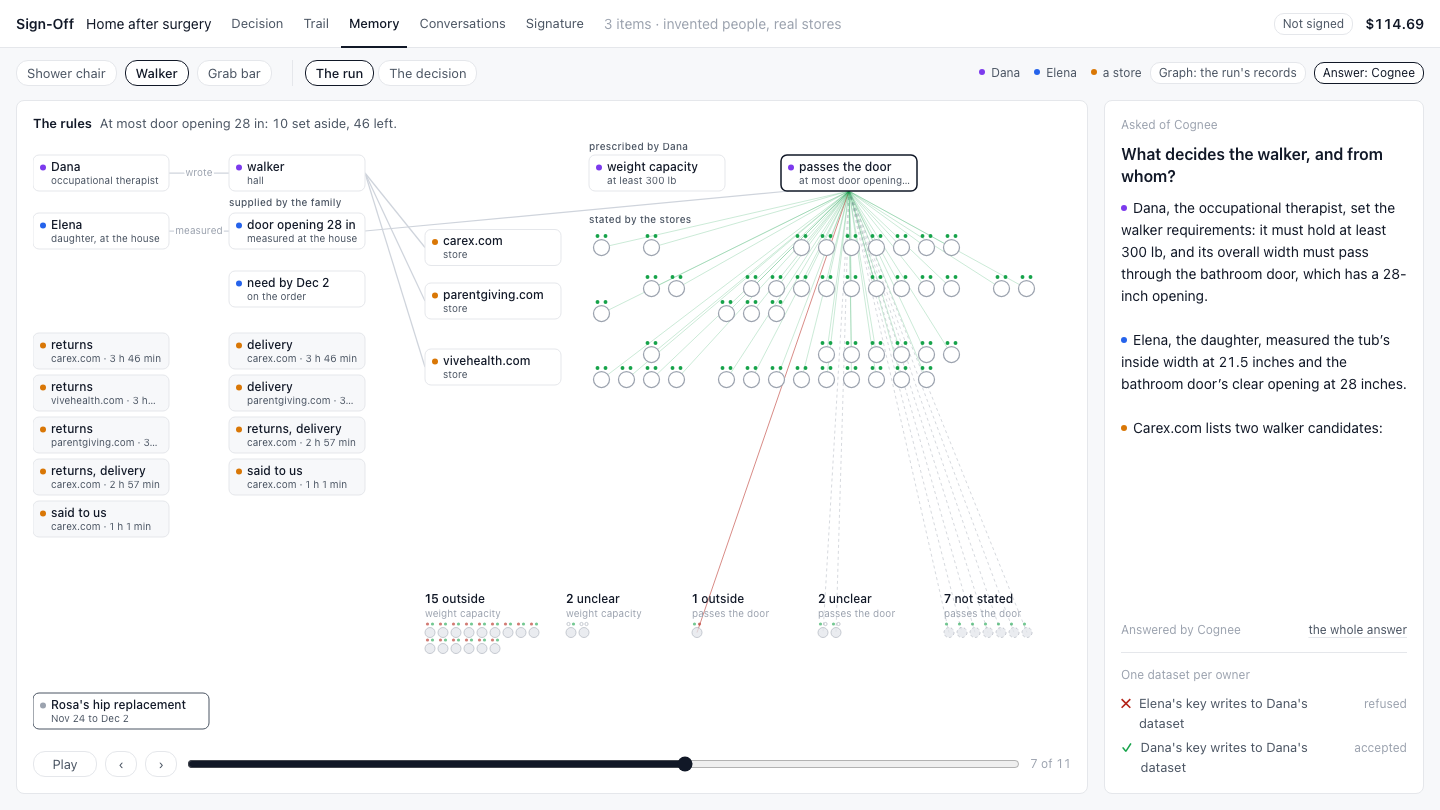 Sign-Off Home after surgery Decision Trail Memory Conversations Signature 3 items · invented people, real stores Not signed $114.69
Shower chair Walker Grab bar The run The decision Dana Elena a store Graph: the run's records Answer: Cognee
The rules At most door opening 28 in: 10 set aside, 46 left.
Dana
occupational therapist
wrote
walker
hall
prescribed by Dana
weight capacity
at least 300 lb
passes the door
at most door opening...
supplied by the family
Elena
daughter, at the house
measured
door opening 28 in
measured at the house
stated by the stores
carex.com
store
need by Dec 2
on the order
parentgiving.com
store
vivehealth.com
store
returns
carex.com · 3 h 46 min
delivery
carex.com · 3 h 46 min
returns
vivehealth.com · 3 h...
delivery
parentgiving.com · 3...
returns
parentgiving.com · 3...
returns, delivery
carex.com · 2 h 57 min
returns, delivery
carex.com · 2 h 57 min
said to us
carex.com · 1 h 1 min
said to us
carex.com · 1 h 1 min
15 outside
weight capacity
2 unclear
weight capacity
1 outside
passes the door
2 unclear
passes the door
7 not stated
passes the door
Rosa's hip replacement
Nov 24 to Dec 2
Play ‹ › 7 of 11
Asked of Cognee
What decides the walker, and from
whom?
Dana, the occupational therapist, set the
walker requirements: it must hold at least
300 lb, and its overall width must pass
through the bathroom door, which has a 28-
inch opening.
Elena, the daughter, measured the tub’s
inside width at 21.5 inches and the
bathroom door’s clear opening at 28 inches.
Carex.com lists two walker candidates:
Answered by Cognee the whole answer
One dataset per owner
Elena's key writes to Dana's
dataset
refused
Dana's key writes to Dana's
dataset
accepted